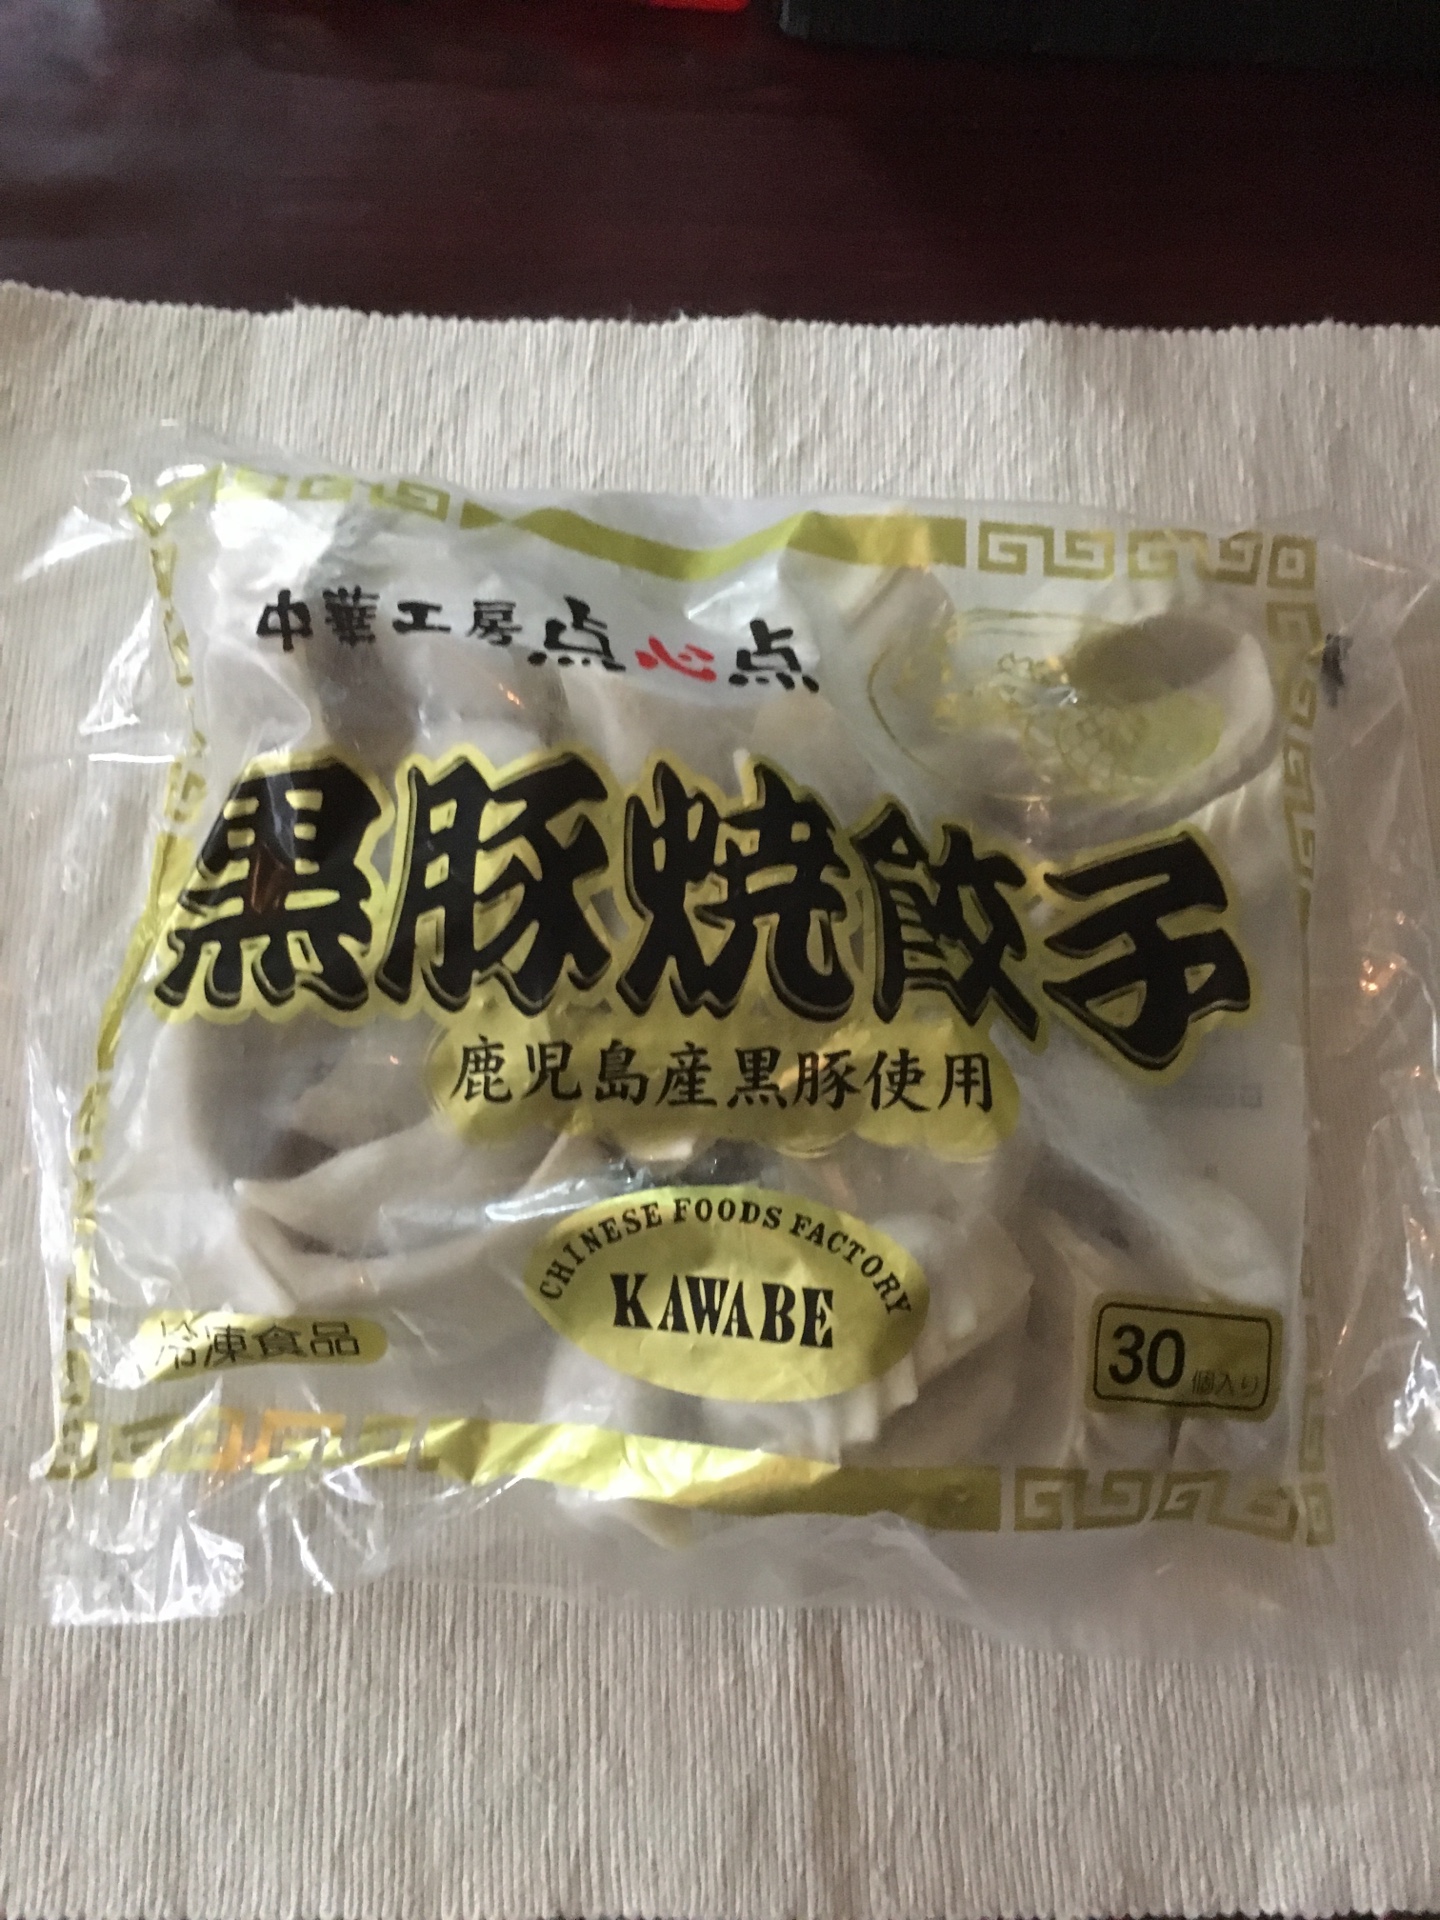 中華工房点心点
黒豚焼餃子
鹿児島産黒豚使用
CHINESE FOODS FACTORY
KAWABE
冷凍食品
30個入り